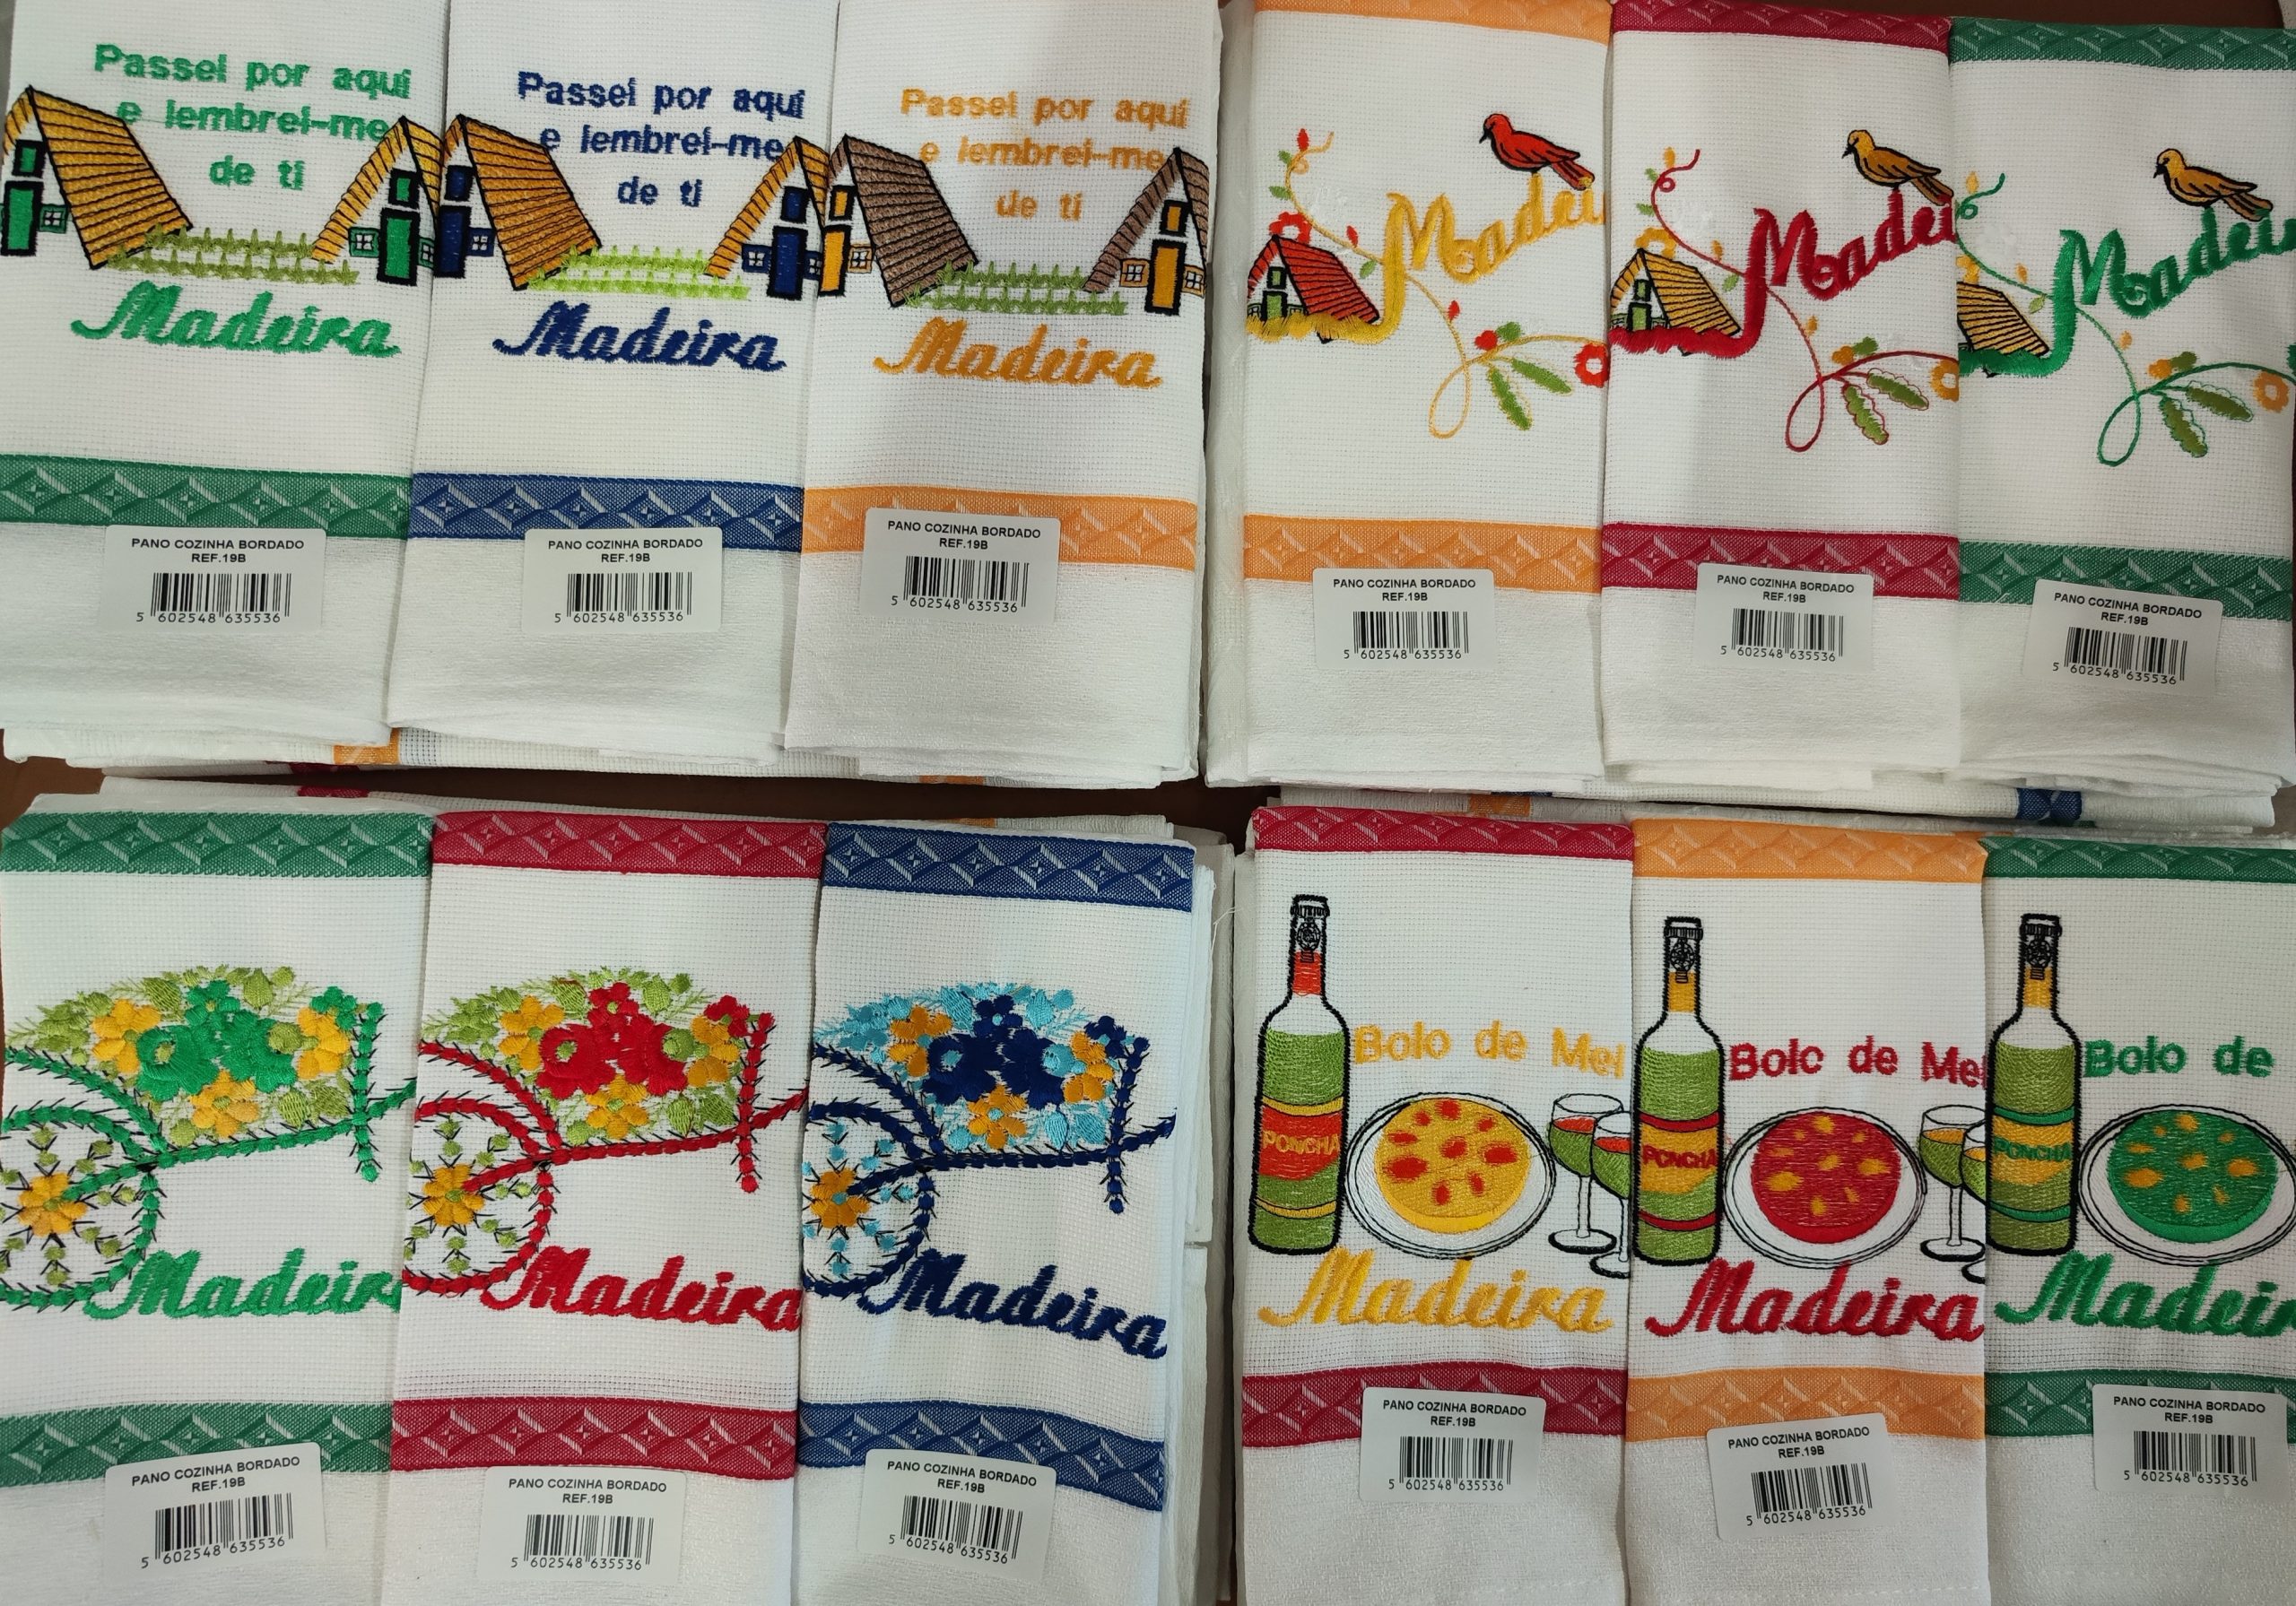 Passei por aqui
e lembrei-me
de ti
Madeira
PANO COZINHA BORDADO
REF.19B
5 602548 635536
Passei por aqui
e lembrei-me
de ti
Madeira
PANO COZINHA BORDADO
REF.19B
5 602548 635536
Passei por aqui
e lembrei-me
de ti
Madeira
PANO COZINHA BORDADO
REF.19B
5 602548 635536
Madei
PANO COZINHA BORDADO
REF.19B
5 602548 635536
Madei
PANO COZINHA BORDADO
REF.19B
5 602548 635536
Madei
PANO COZINHA BORDADO
REF.19B
5 602548 635536
Madeir
PANO COZINHA BORDADO
REF.19B
5 602548 635536
Madeira
PANO COZINHA BORDADO
REF.19B
5 602548 635536
Madeira
PANO COZINHA BORDADO
REF.19B
5 602548 635536
Bolo de Mel
PONCHA
Madeira
PANO COZINHA BORDADO
REF.19B
5 602548 635536
Bolo de Mel
PONCHA
Madeira
PANO COZINHA BORDADO
REF.19B
5 602548 635536
Bolo de
PONCHA
Madeir
PANO COZINHA BORDADO
REF.19B
5 602548 635536